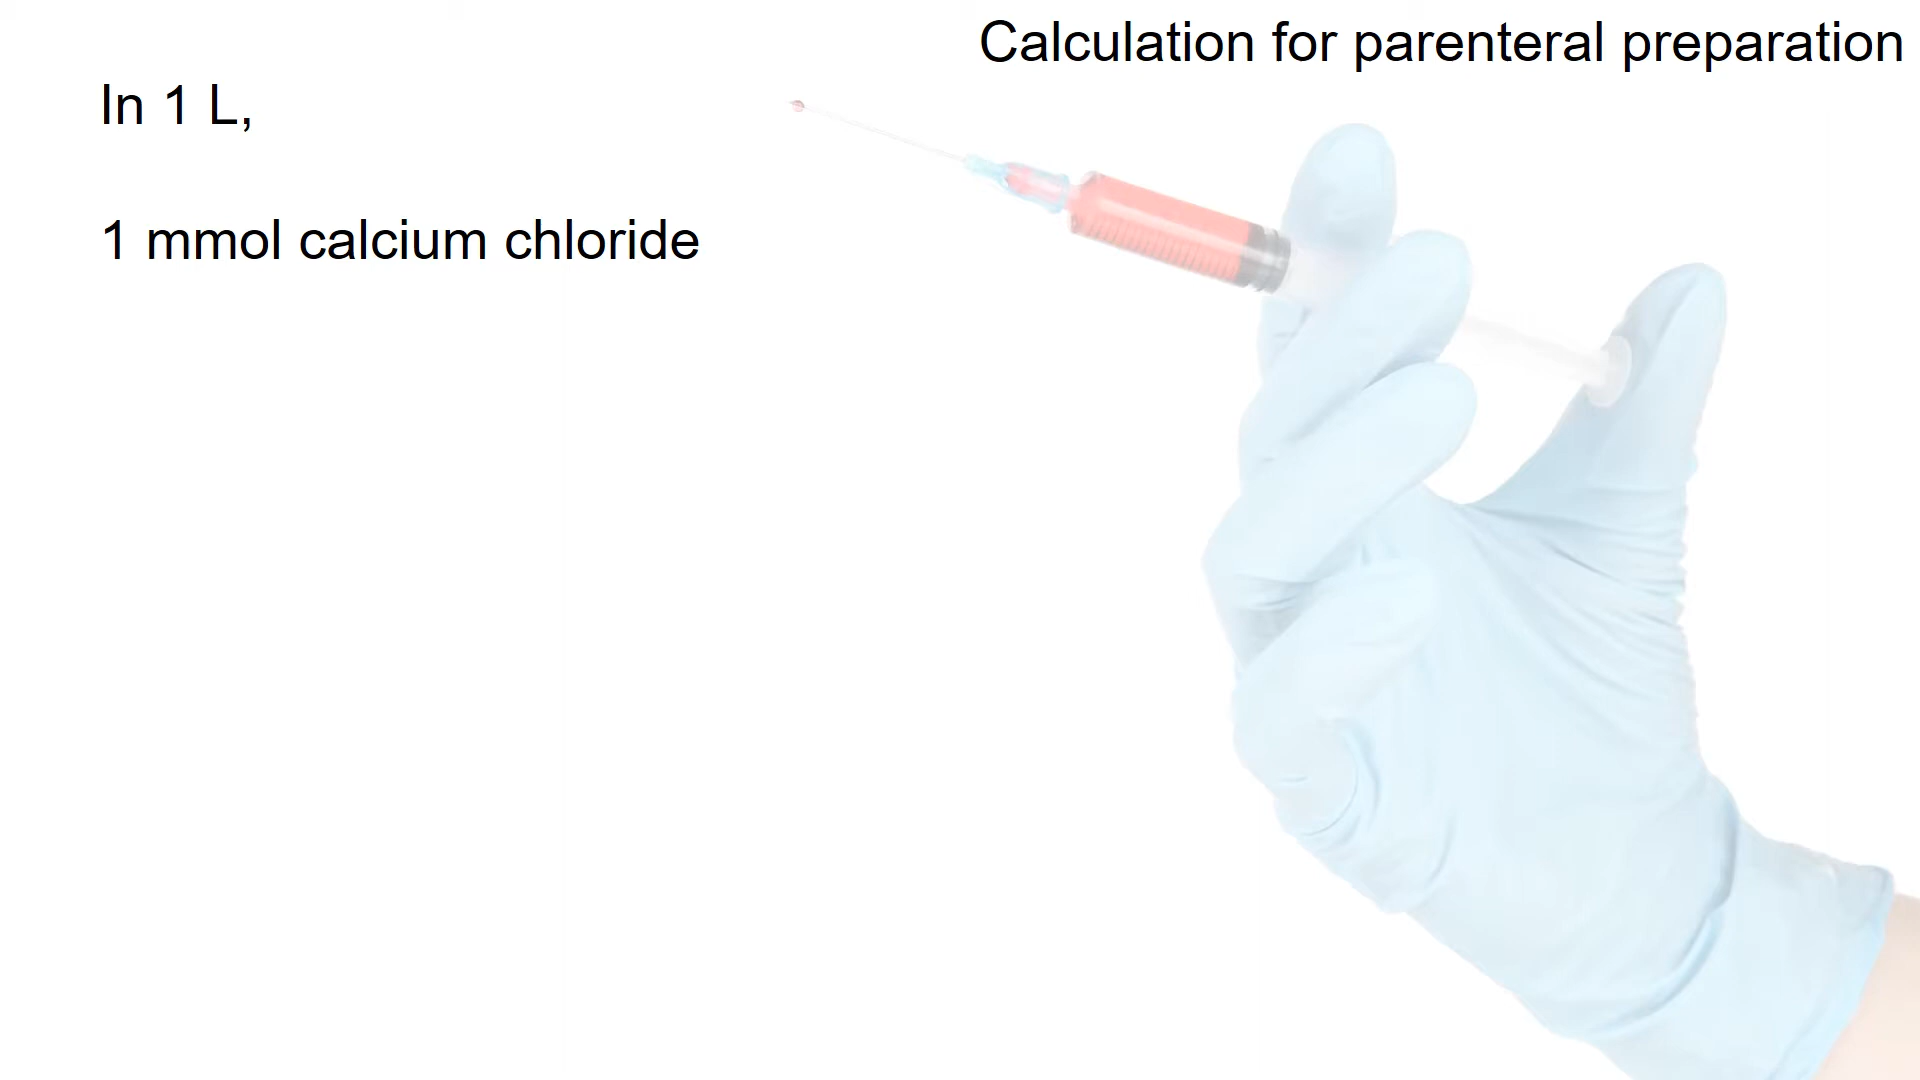 Calculation for parenteral preparation
In 1 L,
1 mmol calcium chloride